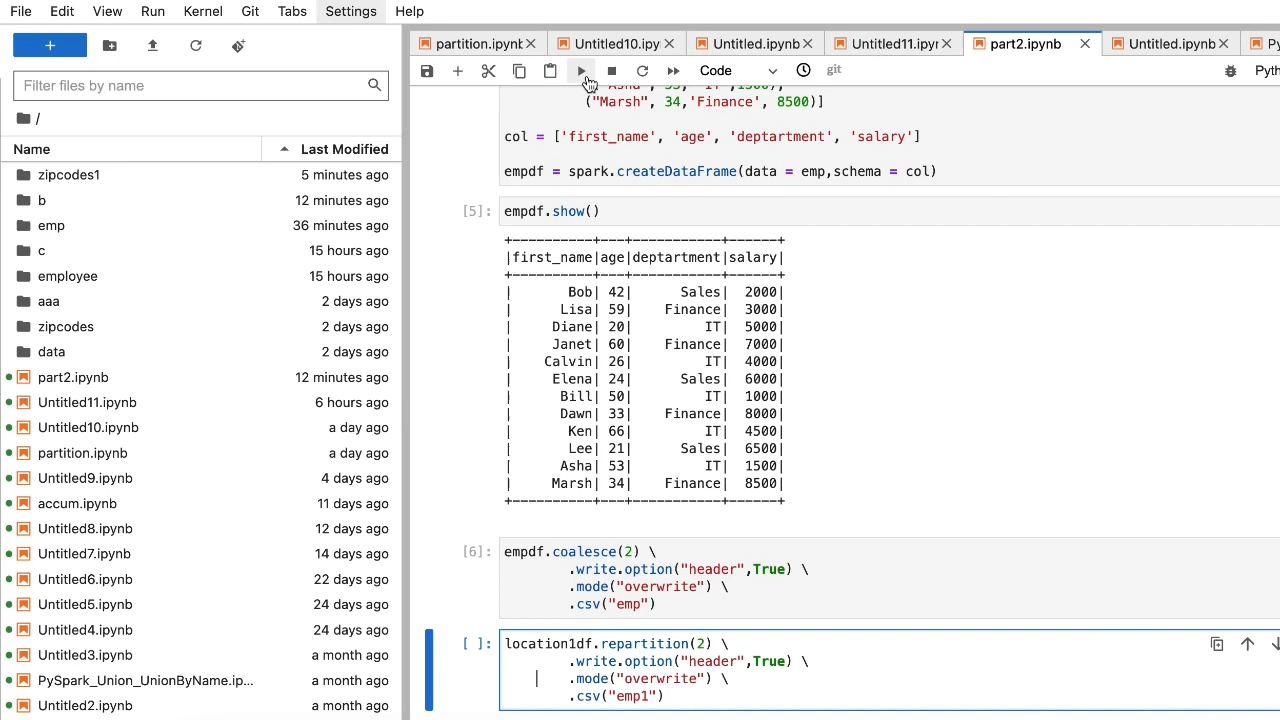 File Edit View Run Kernel Git Tabs Settings Help
+
Filter files by name
/
Name Last Modified
zipcodes1 5 minutes ago
b 12 minutes ago
emp 36 minutes ago
c 15 hours ago
employee 15 hours ago
aaa 2 days ago
zipcodes 2 days ago
data 2 days ago
part2.ipynb 12 minutes ago
Untitled11.ipynb 6 hours ago
Untitled10.ipynb a day ago
partition.ipynb a day ago
Untitled9.ipynb 4 days ago
accum.ipynb 11 days ago
Untitled8.ipynb 12 days ago
Untitled7.ipynb 14 days ago
Untitled6.ipynb 22 days ago
Untitled5.ipynb 24 days ago
Untitled4.ipynb 24 days ago
Untitled3.ipynb a month ago
PySpark_Union_UnionByName.ip... a month ago
Untitled2.ipynb a month ago
partition.ipynb Untitled10.ipy Untitled.ipynb Untitled11.ipy part2.ipynb Untitled.ipynb Py
Code git Pyth
("Asha", 53, 'IT',1500),
("Marsh", 34,'Finance', 8500)]
col = ['first_name', 'age', 'deptartment', 'salary']
empdf = spark.createDataFrame(data = emp,schema = col)
[5]: empdf.show()
+----------+---+-----------+------+
|first_name|age|deptartment|salary|
+----------+---+-----------+------+
|       Bob| 42|      Sales|  2000|
|      Lisa| 59|    Finance|  3000|
|     Diane| 20|         IT|  5000|
|     Janet| 60|    Finance|  7000|
|    Calvin| 26|         IT|  4000|
|     Elena| 24|      Sales|  6000|
|      Bill| 50|         IT|  1000|
|      Dawn| 33|    Finance|  8000|
|       Ken| 66|         IT|  4500|
|       Lee| 21|      Sales|  6500|
|      Asha| 53|         IT|  1500|
|     Marsh| 34|    Finance|  8500|
+----------+---+-----------+------+
[6]: empdf.coalesce(2) \
.write.option("header",True) \
.mode("overwrite") \
.csv("emp")
[ ]: location1df.repartition(2) \
.write.option("header",True) \
.mode("overwrite") \
.csv("emp1")